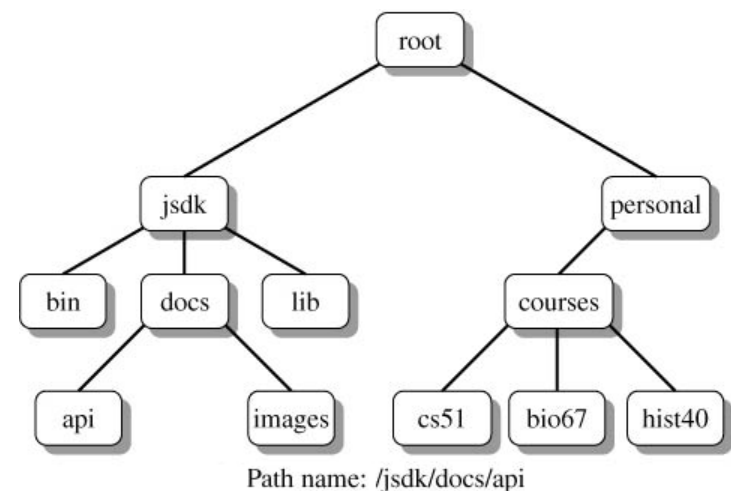 root
jsdk personal
bin docs lib courses
api images cs51 bio67 hist40
Path name: /jsdk/docs/api